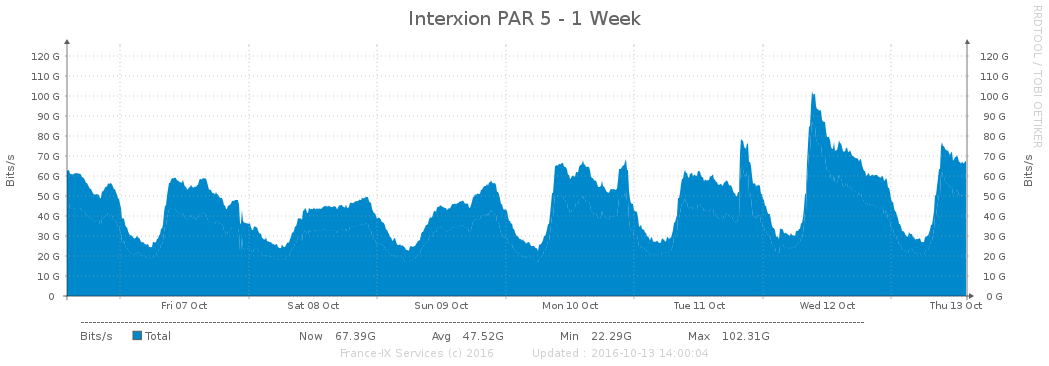 Interxion PAR 5 - 1 Week
RRDTOOL / TOBI OETIKER
Bits/s
120 G
110 G
100 G
90 G
80 G
70 G
60 G
50 G
40 G
30 G
20 G
10 G
0
120 G
110 G
100 G
90 G
80 G
70 G
60 G
50 G
40 G
30 G
20 G
10 G
0 G
Bits/s
Fri 07 Oct Sat 08 Oct Sun 09 Oct Mon 10 Oct Tue 11 Oct Wed 12 Oct Thu 13 Oct
Bits/s Total Now 67.39G Avg 47.52G Min 22.29G Max 102.31G
France-IX Services (c) 2016 Updated : 2016-10-13 14:00:04